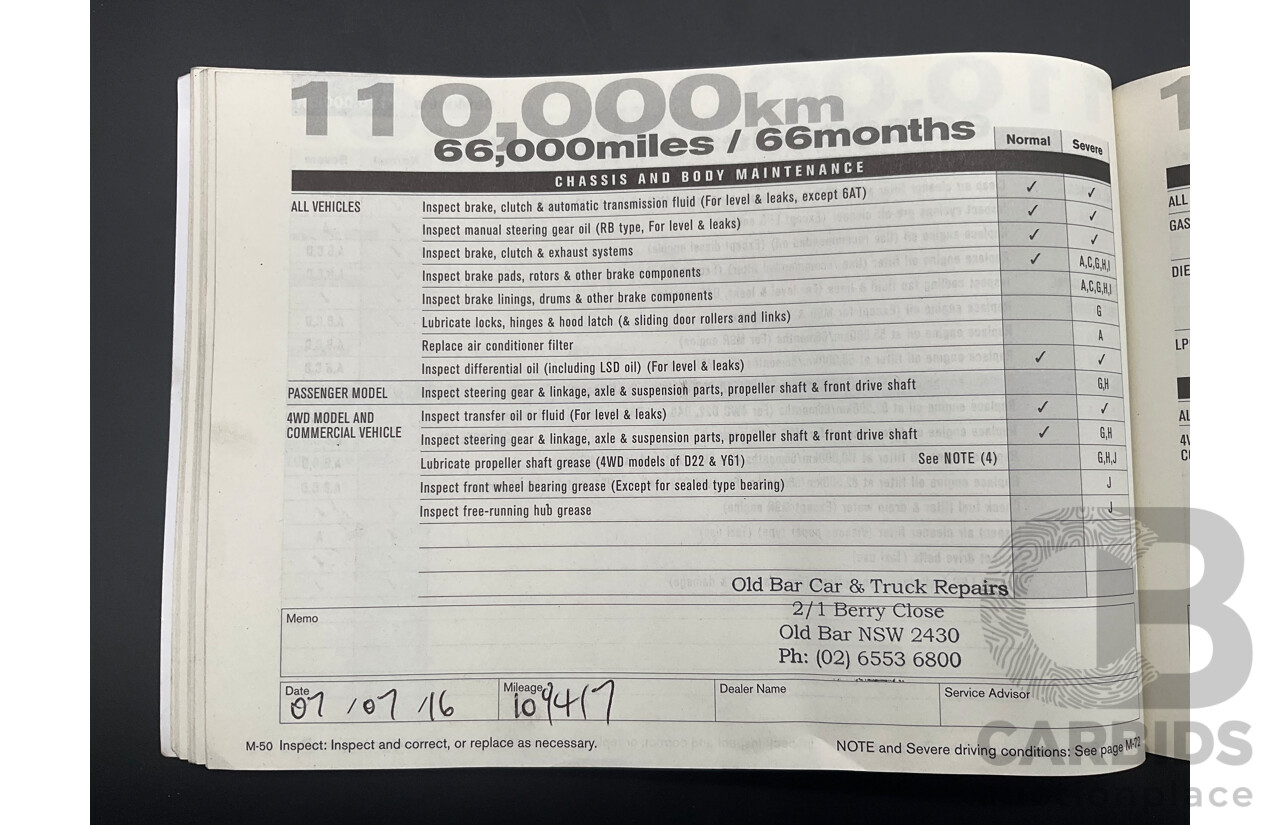 110,000km
66,000miles / 66months
Normal Severe
CHASSIS AND BODY MAINTENANCE
ALL VEHICLES Inspect brake, clutch & automatic transmission fluid (For level & leaks, except 6AT) ✓ ✓
Inspect manual steering gear oil (RB type, For level & leaks) ✓ ✓
Inspect brake, clutch & exhaust systems ✓ ✓
Inspect brake pads, rotors & other brake components ✓ A,C,G,H,I
Inspect brake linings, drums & other brake components A,C,G,H,I
Lubricate locks, hinges & hood latch (& sliding door rollers and links) G
Replace air conditioner filter A
Inspect differential oil (including LSD oil) (For level & leaks) ✓ ✓
PASSENGER MODEL Inspect steering gear & linkage, axle & suspension parts, propeller shaft & front drive shaft G,H
4WD MODEL AND
COMMERCIAL VEHICLE
Inspect transfer oil or fluid (For level & leaks) ✓ ✓
Inspect steering gear & linkage, axle & suspension parts, propeller shaft & front drive shaft ✓ G,H
Lubricate propeller shaft grease (4WD models of D22 & Y61) See NOTE (4) G,H,J
Inspect front wheel bearing grease (Except for sealed type bearing) J
Inspect free-running hub grease J
Old Bar Car & Truck Repairs
2/1 Berry Close
Old Bar NSW 2430
Ph: (02) 6553 6800
Memo
Date 07/07/16 Mileage 109417 Dealer Name Service Advisor
M-50 Inspect: Inspect and correct, or replace as necessary. NOTE and Severe driving conditions: See page M-72
ALL
GAS
DIE
LP
AL
4V
CB
CARBIDS